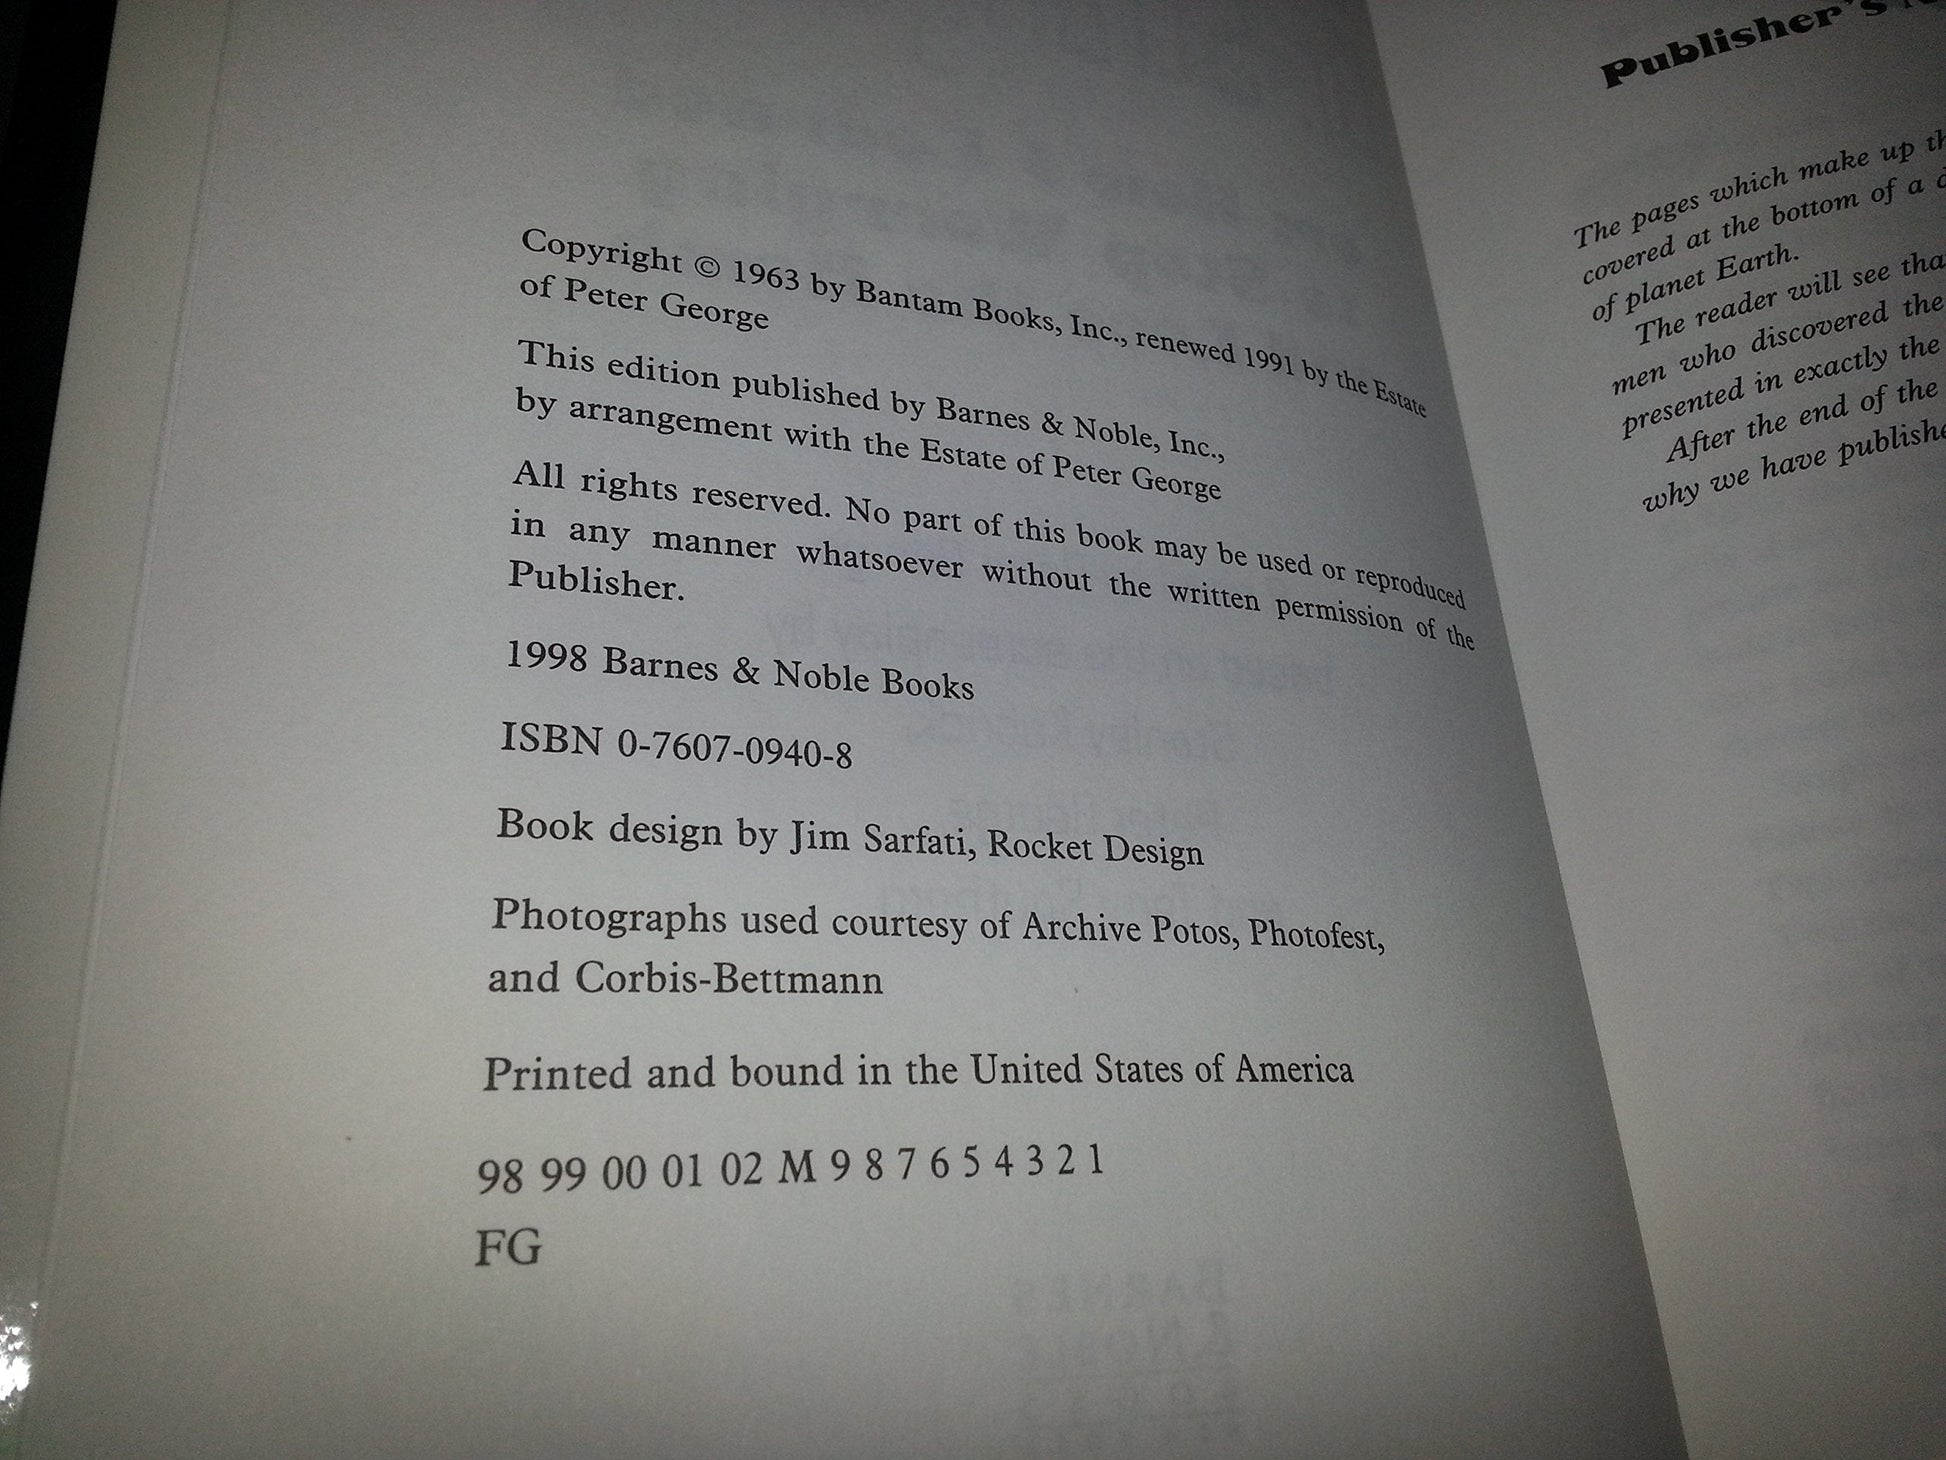 Copyright © 1963 by Bantam Books, Inc., renewed 1991 by the Estate
of Peter George
This edition published by Barnes & Noble, Inc.,
by arrangement with the Estate of Peter George
All rights reserved. No part of this book may be used or reproduced
in any manner whatsoever without the written permission of the
Publisher.
1998 Barnes & Noble Books
ISBN 0-7607-0940-8
Book design by Jim Sarfati, Rocket Design
Photographs used courtesy of Archive Potos, Photofest,
and Corbis-Bettmann
Printed and bound in the United States of America
98 99 00 01 02 M 9 8 7 6 5 4 3 2 1
FG
Publisher's
The pages which make up
covered at the bottom of a
of planet Earth.
The reader will see
men who discovered the
presented in exactly the
After the end of the
why we have